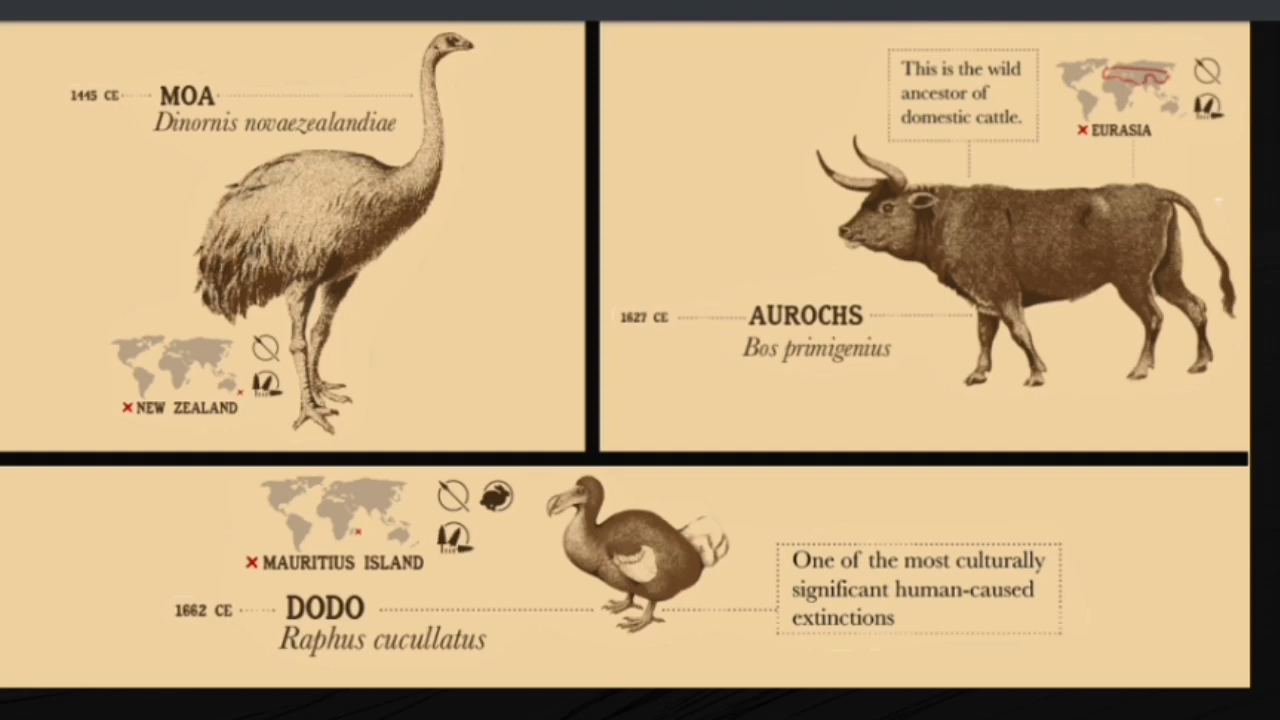 1445 CE
MOA
Dinornis novaezealandiae
× NEW ZEALAND
This is the wild
ancestor of
domestic cattle.
× EURASIA
1627 CE
AUROCHS
Bos primigenius
× MAURITIUS ISLAND
1662 CE
DODO
Raphus cucullatus
One of the most culturally
significant human-caused
extinctions